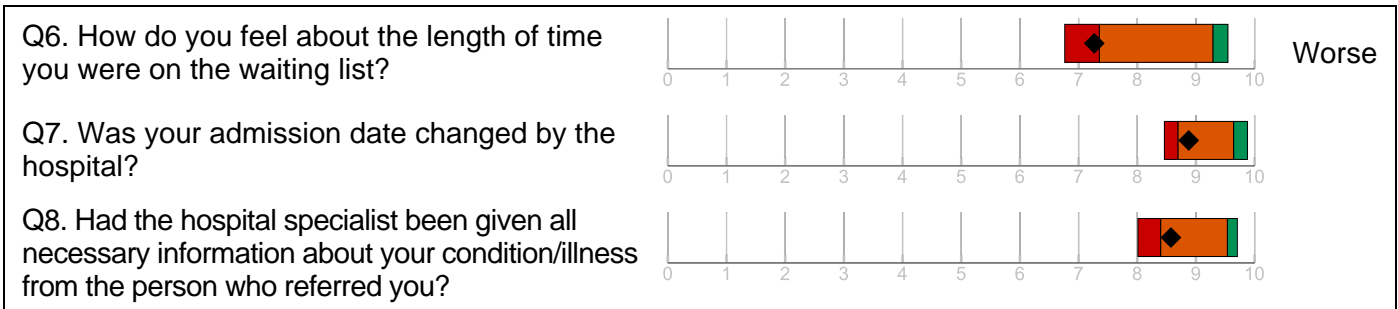 Q6. How do you feel about the length of time
you were on the waiting list?
Worse
0 1 2 3 4 5 6 7 8 9 10
Q7. Was your admission date changed by the
hospital?
0 1 2 3 4 5 6 7 8 9 10
Q8. Had the hospital specialist been given all
necessary information about your condition/illness
from the person who referred you?
0 1 2 3 4 5 6 7 8 9 10